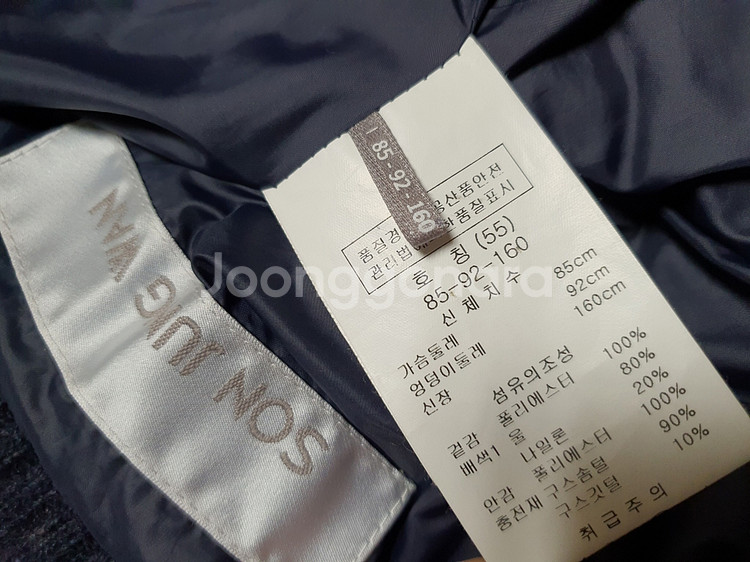 SON JUNG WAN
85-92 160
품질경 공산품안전
관리법 품질표시
호 칭 (55)
85-92-160
신체치수
가슴둘레 85cm
엉덩이둘레 92cm
신장 160cm
섬유의조성
겉감 폴리에스터 100%
배색1 울 80%
나일론 20%
안감 폴리에스터 100%
충전재 구스솜털 90%
구스깃털 10%
취급주의
Joonggonara